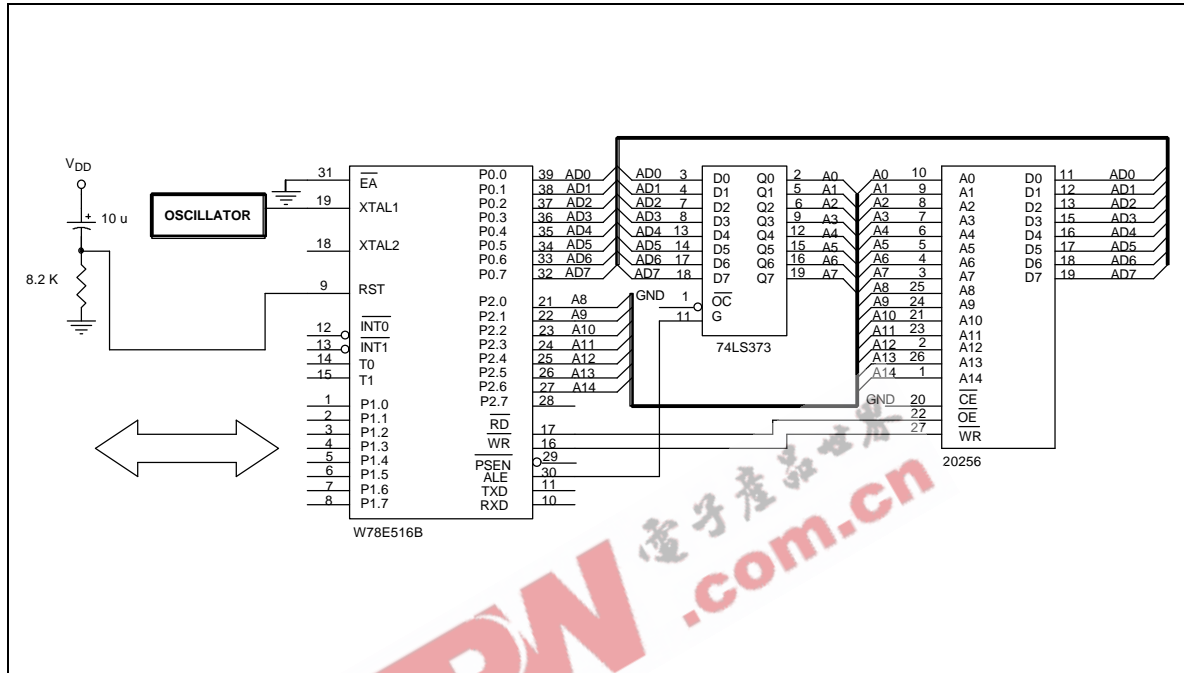 VDD
10 u
8.2 K
OSCILLATOR
31 EA
19 XTAL1
18 XTAL2
9 RST
12 INT0
13 INT1
14 T0
15 T1
1 P1.0
2 P1.1
3 P1.2
4 P1.3
5 P1.4
6 P1.5
7 P1.6
8 P1.7
P0.0 39 AD0
P0.1 38 AD1
P0.2 37 AD2
P0.3 36 AD3
P0.4 35 AD4
P0.5 34 AD5
P0.6 33 AD6
P0.7 32 AD7
P2.0 21 A8
P2.1 22 A9
P2.2 23 A10
P2.3 24 A11
P2.4 25 A12
P2.5 26 A13
P2.6 27 A14
P2.7 28
RD 17
WR 16
PSEN 29
ALE 30
TXD 11
RXD 10
W78E516B
AD0 3 D0 Q0 2 A0
AD1 4 D1 Q1 5 A1
AD2 7 D2 Q2 6 A2
AD3 8 D3 Q3 9 A3
AD4 13 D4 Q4 12 A4
AD5 14 D5 Q5 15 A5
AD6 17 D6 Q6 16 A6
AD7 18 D7 Q7 19 A7
GND 1 OC
11 G
74LS373
A0 10 A0 D0 11 AD0
A1 9 A1 D1 12 AD1
A2 8 A2 D2 13 AD2
A3 7 A3 D3 15 AD3
A4 6 A4 D4 16 AD4
A5 5 A5 D5 17 AD5
A6 4 A6 D6 18 AD6
A7 3 A7 D7 19 AD7
A8 25 A8
A9 24 A9
A10 21 A10
A11 23 A11
A12 2 A12
A13 26 A13
A14 1 A14
GND 20 CE
22 OE
27 WR
20256
電子產品世界
.com.cn